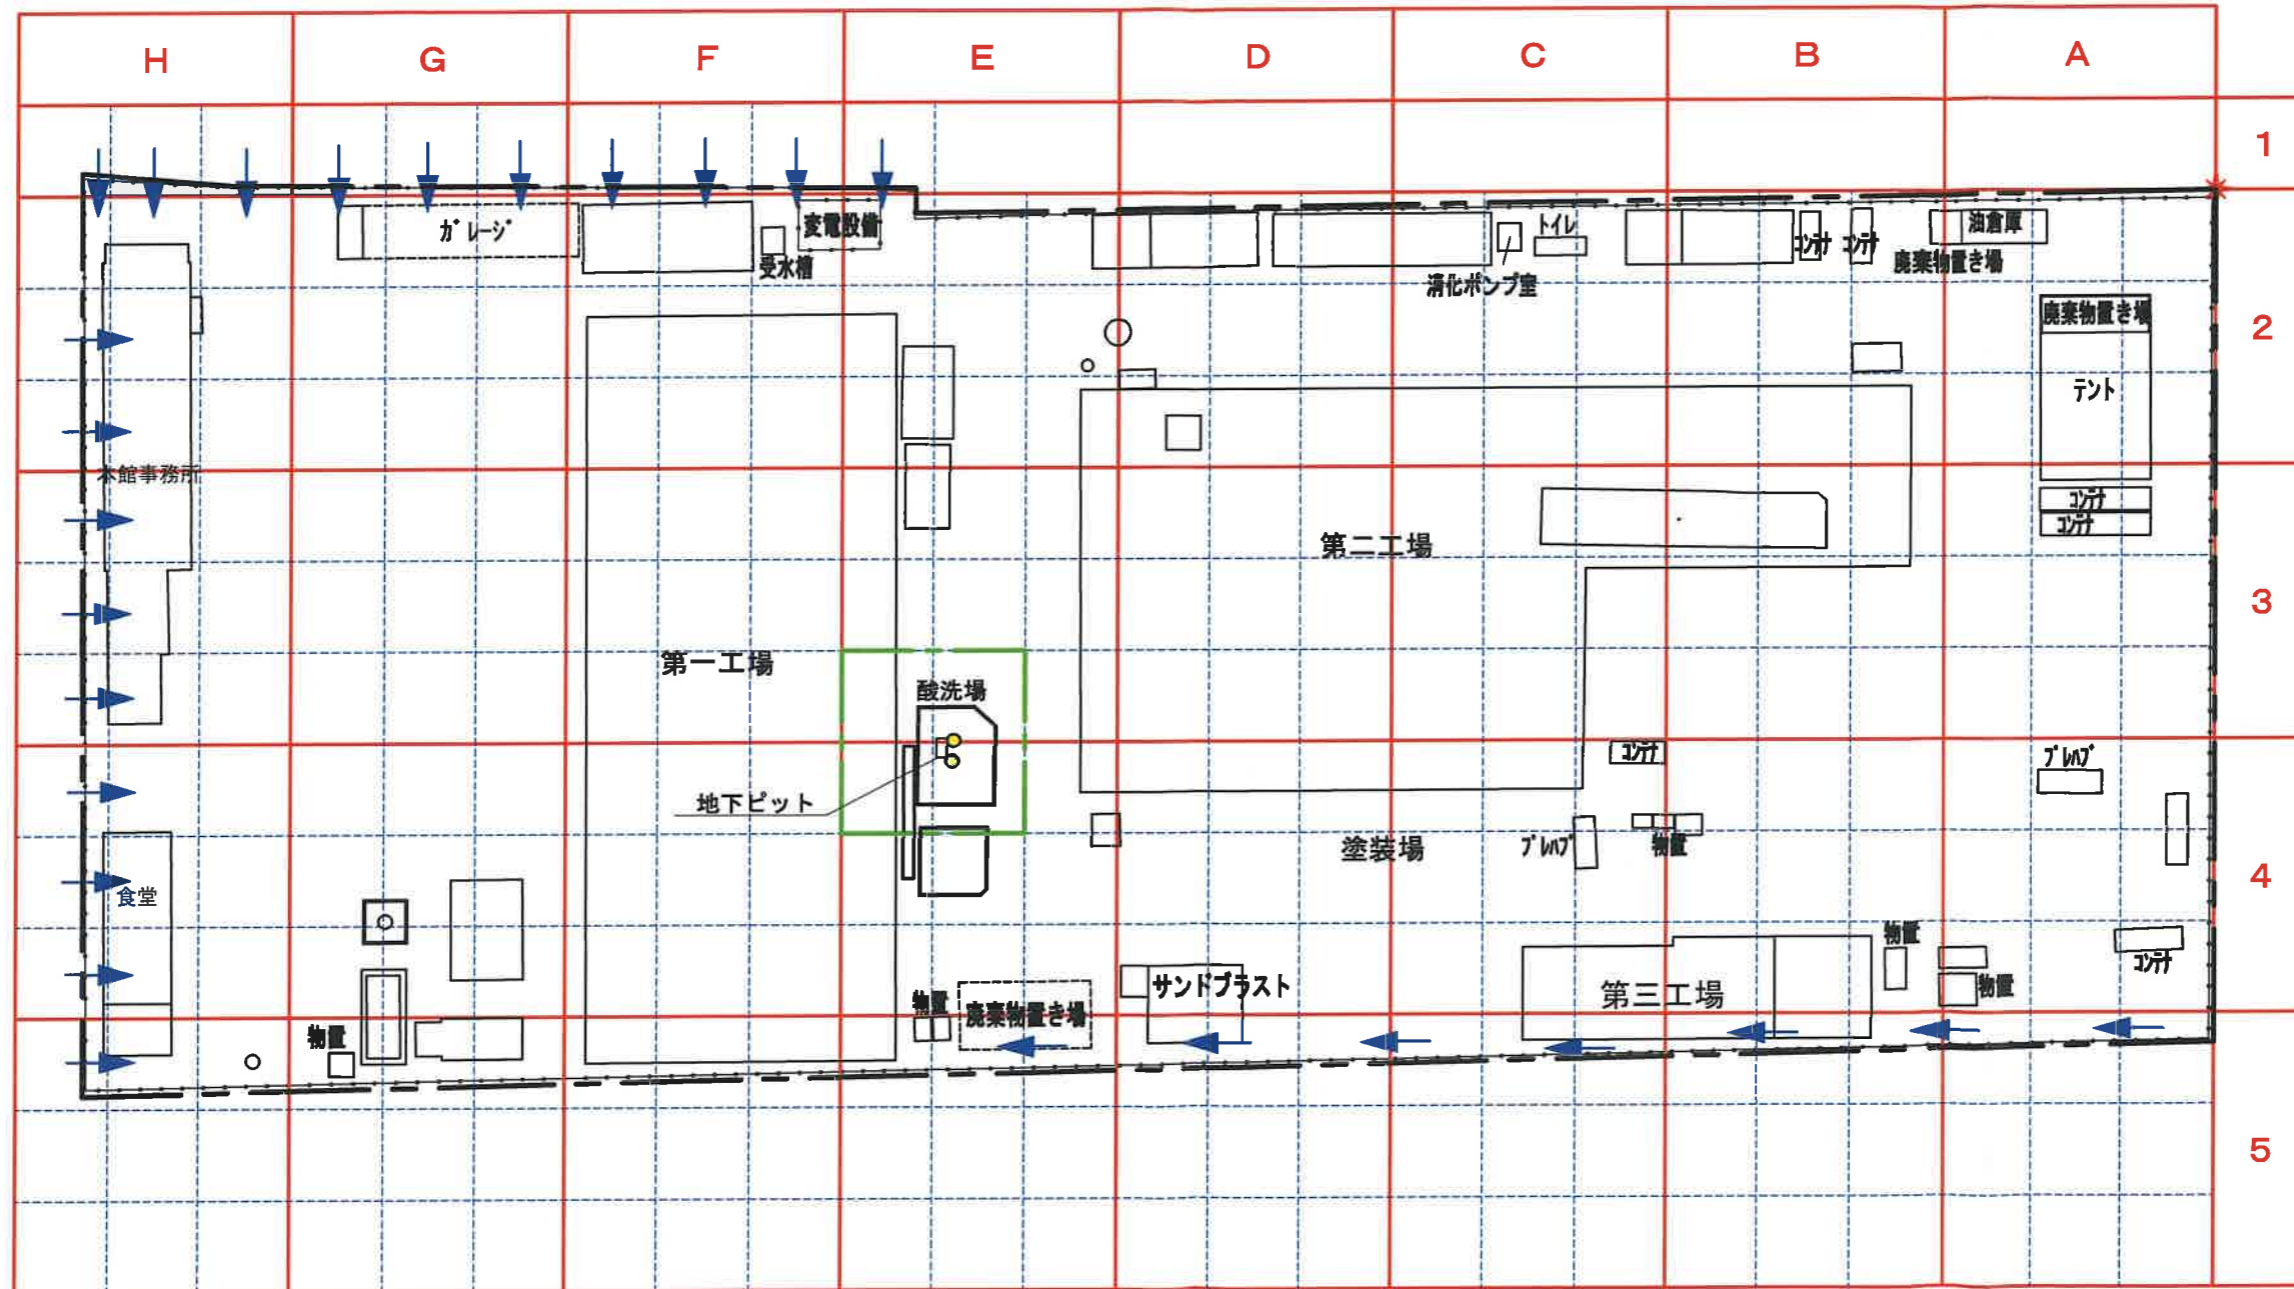 H G F E D C B A
1
ガレージ
変電設備
受水槽
トイレ
浄化ポンプ室
コンテナ
コンテナ
油倉庫
廃棄物置き場
廃棄物置き場
2
テント
本館事務所
コンテナ
コンテナ
第二工場
3
第一工場
酸洗場
コンテナ
プレハブ
地下ピット
塗装場
プレハブ
物置
4
食堂
物置
コンテナ
物置
サンドブラスト
第三工場
物置
廃棄物置き場
物置
5